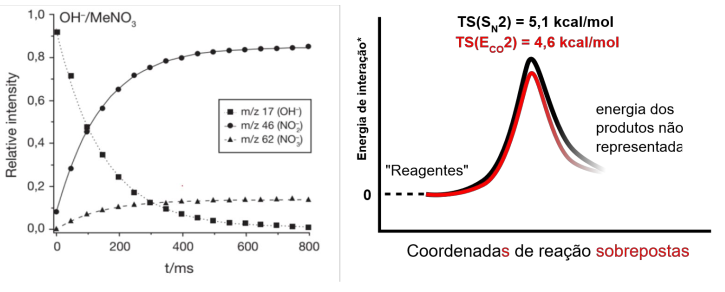 OH⁻/MeNO₃
Relative intensity
1,0
0,8
0,6
0,4
0,2
0,0
m/z 17 (OH⁻)
m/z 46 (NO₂⁻)
m/z 62 (NO₃⁻)
0 200 400 600 800
t/ms
TS(S_N2) = 5,1 kcal/mol
TS(E_CO2) = 4,6 kcal/mol
Energia de interação*
energia dos
produtos não
representada
"Reagentes"
0
Coordenadas de reação sobrepostas